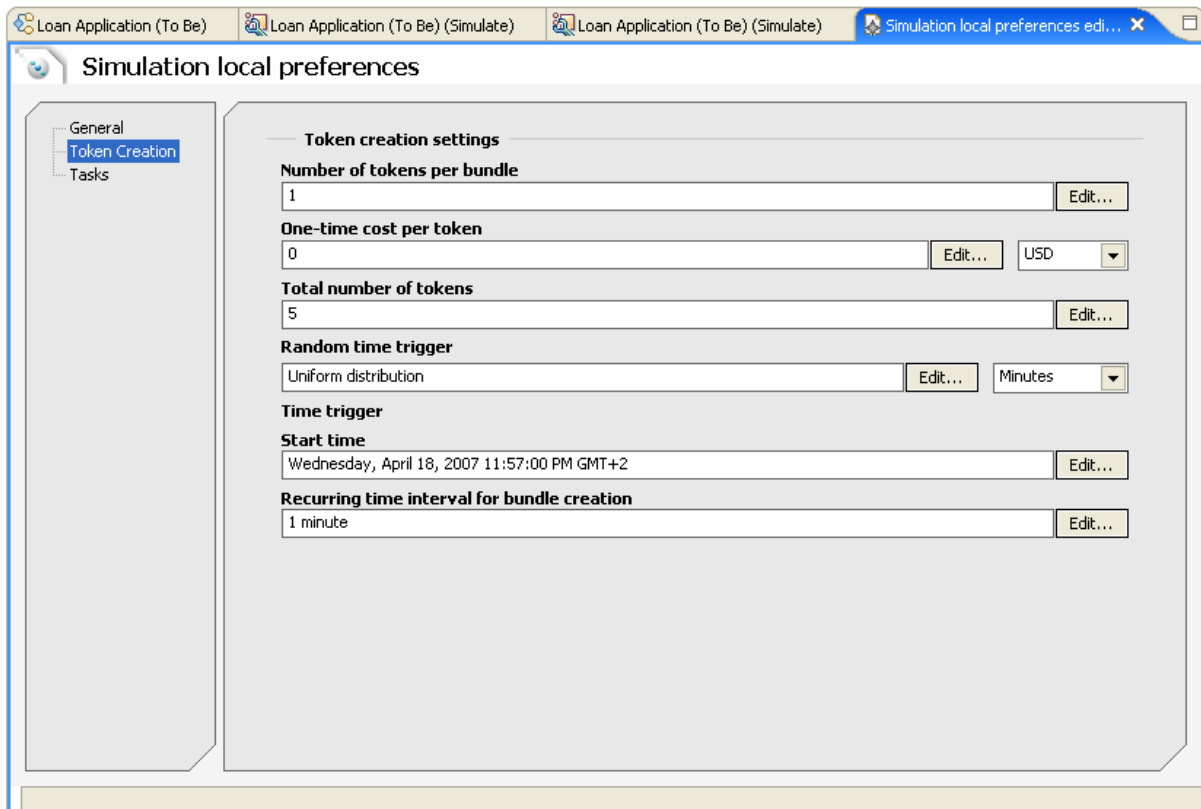 Loan Application (To Be)
Loan Application (To Be) (Simulate)
Loan Application (To Be) (Simulate)
Simulation local preferences edi...
Simulation local preferences
General
Token Creation
Tasks
Token creation settings
Number of tokens per bundle
1 Edit...
One-time cost per token
0 Edit... USD
Total number of tokens
5 Edit...
Random time trigger
Uniform distribution Edit... Minutes
Time trigger
Start time
Wednesday, April 18, 2007 11:57:00 PM GMT+2 Edit...
Recurring time interval for bundle creation
1 minute Edit...